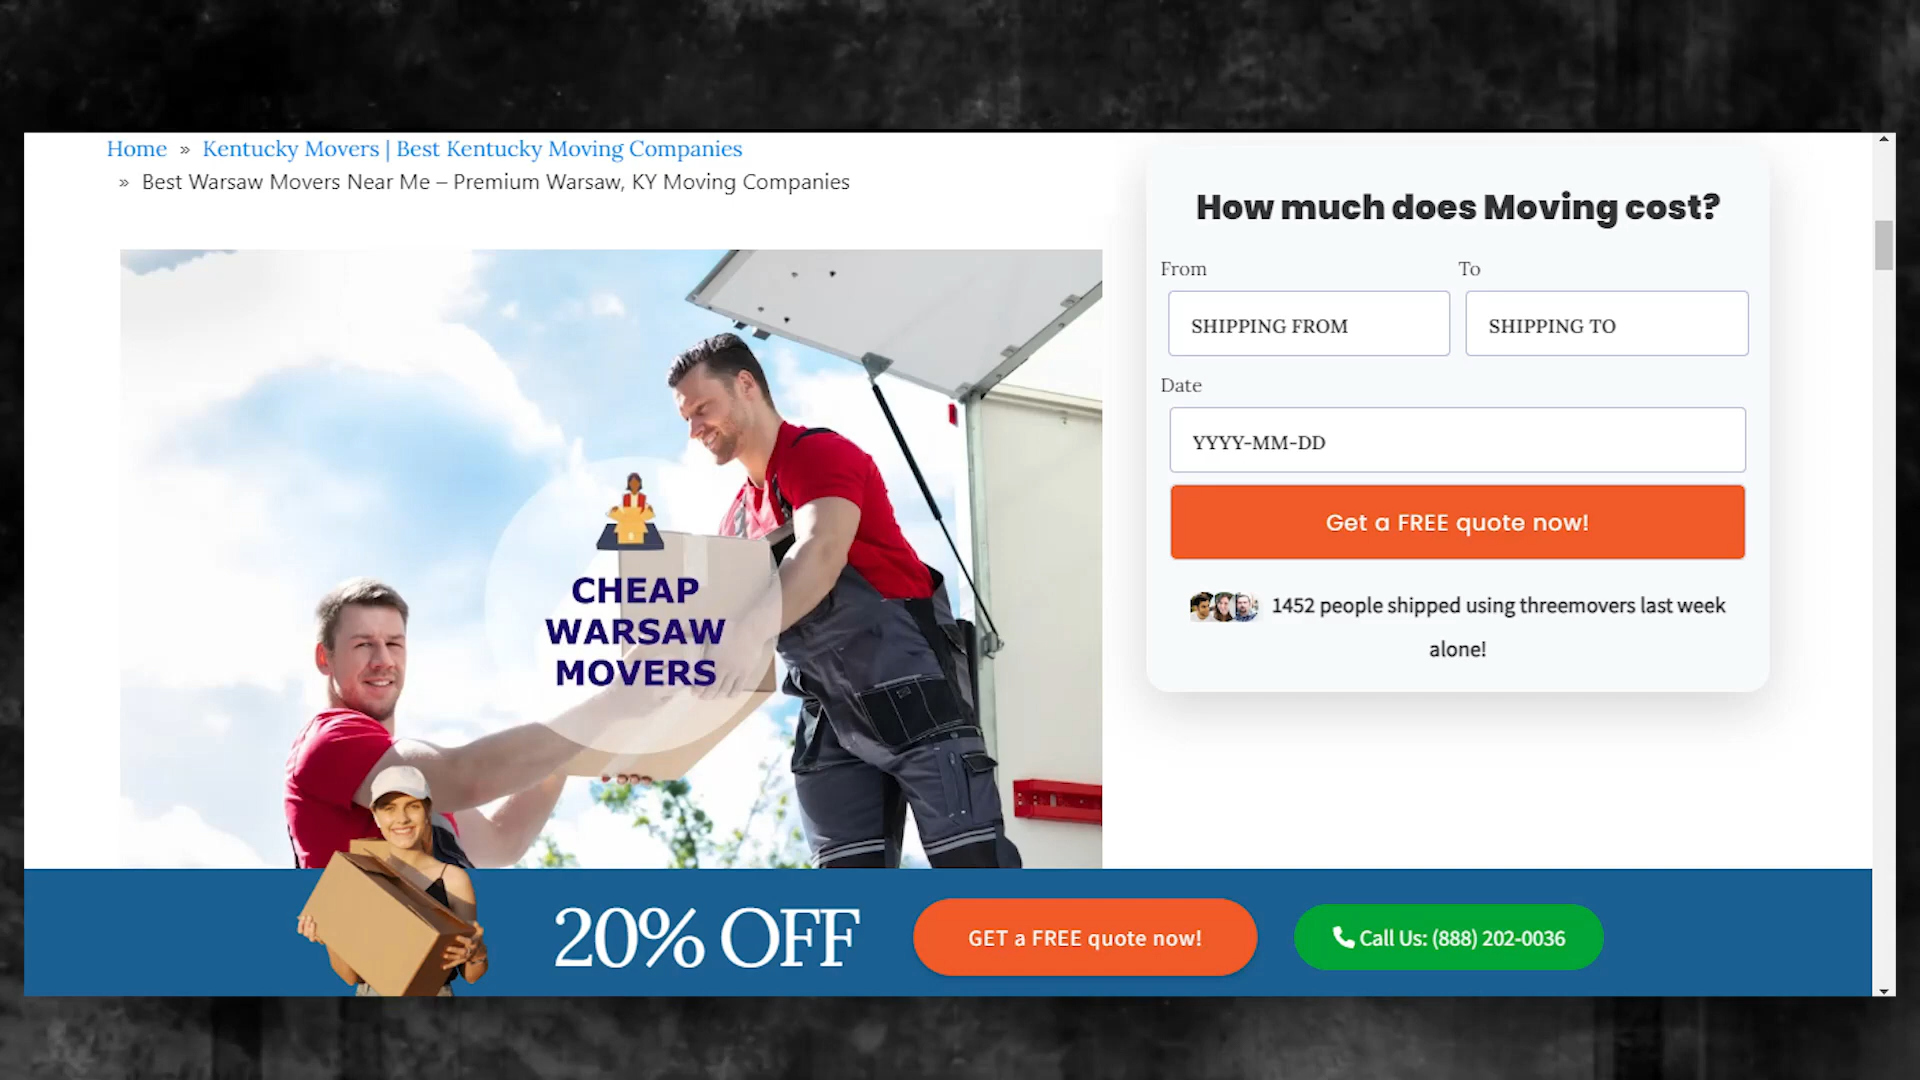 Home » Kentucky Movers | Best Kentucky Moving Companies
» Best Warsaw Movers Near Me – Premium Warsaw, KY Moving Companies
CHEAP
WARSAW
MOVERS
How much does Moving cost?
From To
SHIPPING FROM SHIPPING TO
Date
YYYY-MM-DD
Get a FREE quote now!
1452 people shipped using threemovers last week
alone!
20% OFF
GET a FREE quote now!
Call Us: (888) 202-0036